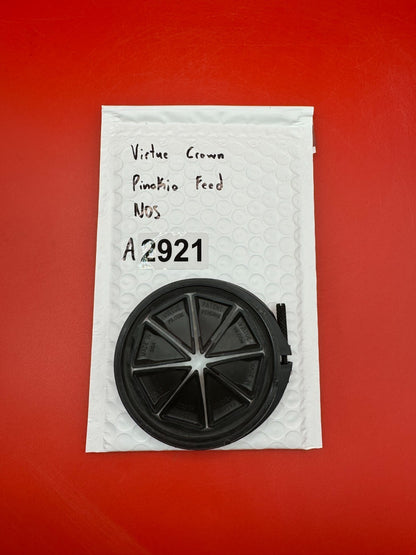 Virtue Crown
Pinokio Feed
NOS
A2921